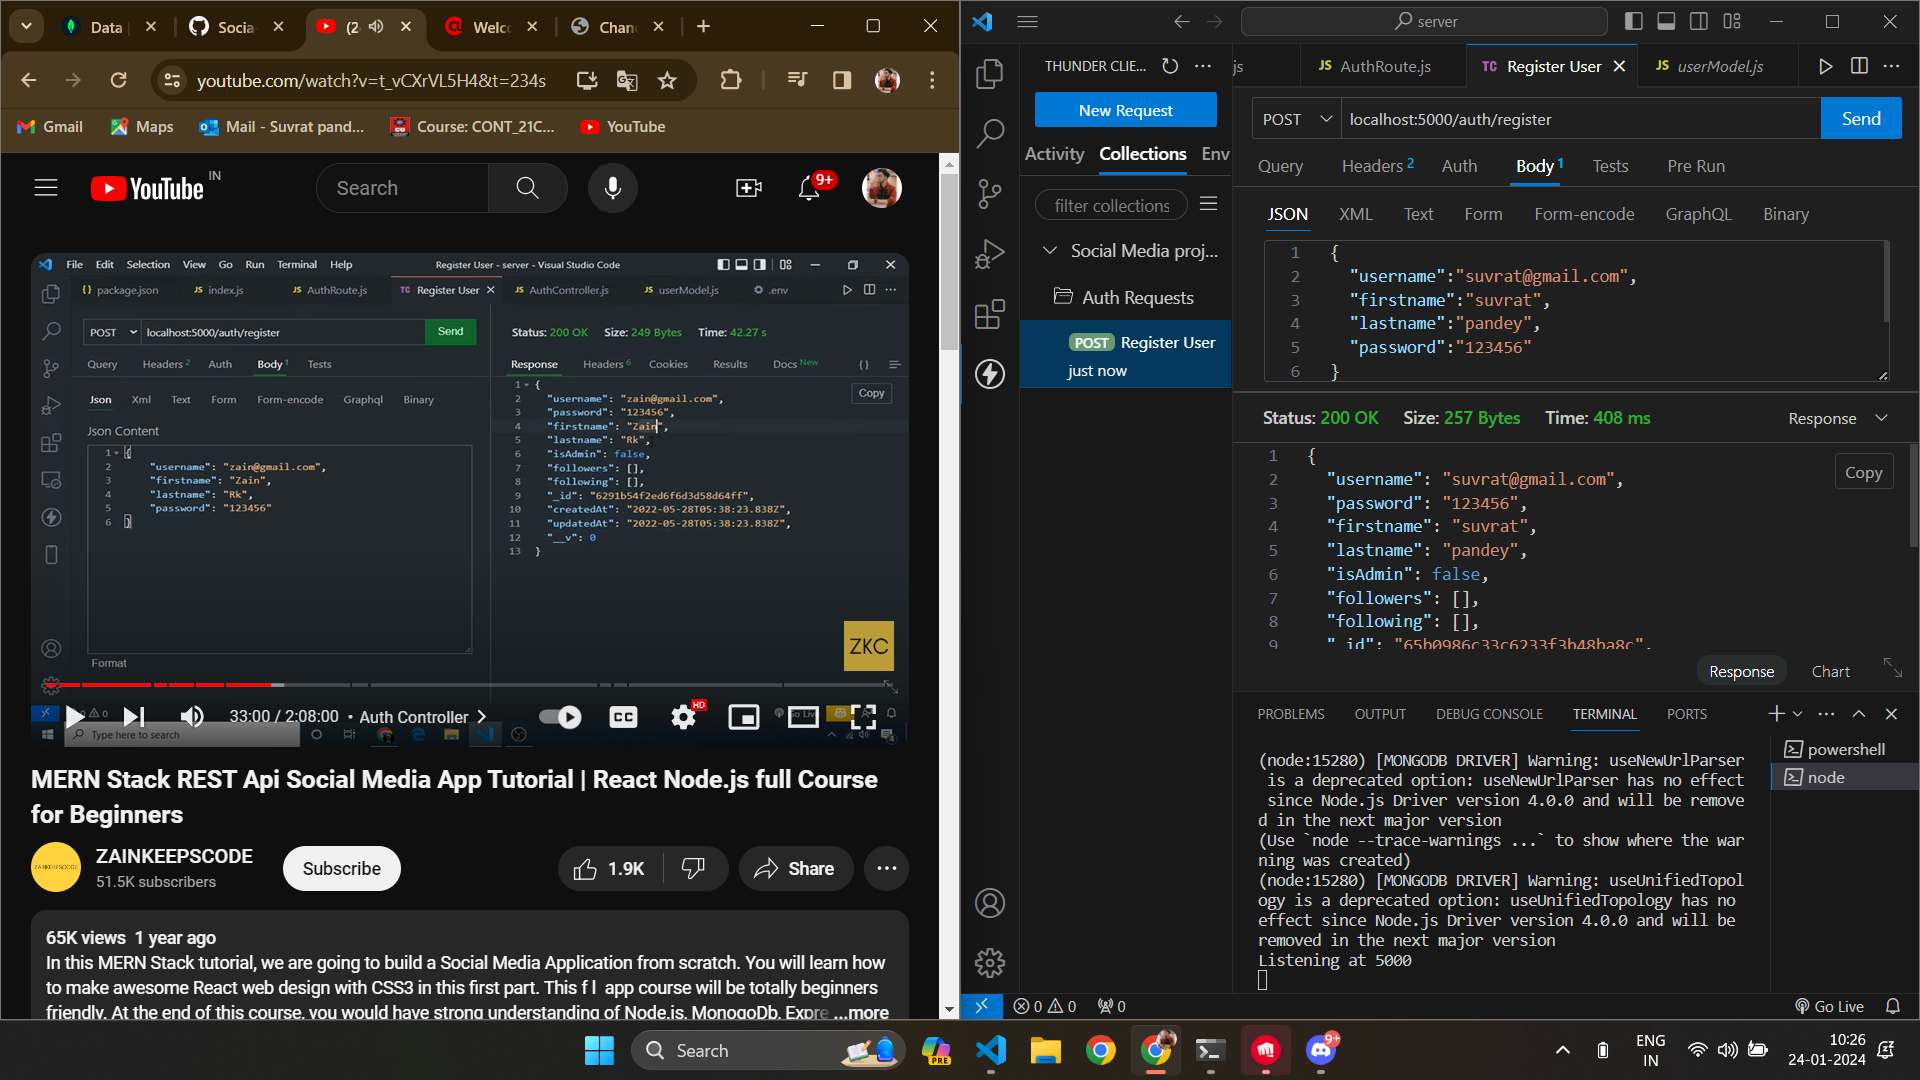 Data
Socia
(2
Welc
Chan
youtube.com/watch?v=t_vCXrVL5H4&t=234s
Gmail
Maps
Mail - Suvrat pand...
Course: CONT_21C...
YouTube
YouTube IN
Search
9+
File Edit Selection View Go Run Terminal Help
Register User - server - Visual Studio Code
{} package.json
JS index.js
JS AuthRoute.js
TC Register User
JS AuthController.js
JS userModel.js
.env
POST
localhost:5000/auth/register
Send
Status: 200 OK Size: 249 Bytes Time: 42.27 s
Query Headers 2 Auth Body 1 Tests
Response Headers 6 Cookies Results Docs New { }
Json Xml Text Form Form-encode Graphql Binary
Json Content
1 {
2 "username": "zain@gmail.com",
3 "firstname": "Zain",
4 "lastname": "Rk",
5 "password": "123456"
6 }
Format
Copy
1 {
2 "username": "zain@gmail.com",
3 "password": "123456",
4 "firstname": "Zain",
5 "lastname": "Rk",
6 "isAdmin": false,
7 "followers": [],
8 "following": [],
9 "_id": "6291b54f2ed6f6d3d58d64ff",
10 "createdAt": "2022-05-28T05:38:23.838Z",
11 "updatedAt": "2022-05-28T05:38:23.838Z",
12 "__v": 0
13 }
ZKC
33:00 / 2:08:00 • Auth Controller
CC
HD
Type here to search
MERN Stack REST Api Social Media App Tutorial | React Node.js full Course
for Beginners
ZAINKEEPSCODE
ZAINKEEPSCODE
51.5K subscribers
Subscribe
1.9K
Share
65K views 1 year ago
In this MERN Stack tutorial, we are going to build a Social Media Application from scratch. You will learn how
to make awesome React web design with CSS3 in this first part. This f l app course will be totally beginners
friendly. At the end of this course, you would have strong understanding of Node.js, MonogoDb, Expre ...more
server
THUNDER CLIE...
New Request
Activity Collections Env
filter collections
Social Media proj...
Auth Requests
POST Register User
just now
js
JS AuthRoute.js
TC Register User
JS userModel.js
POST
localhost:5000/auth/register
Send
Query Headers 2 Auth Body 1 Tests Pre Run
JSON XML Text Form Form-encode GraphQL Binary
1 {
2 "username":"suvrat@gmail.com",
3 "firstname":"suvrat",
4 "lastname":"pandey",
5 "password":"123456"
6 }
Status: 200 OK Size: 257 Bytes Time: 408 ms
Response
Copy
1 {
2 "username": "suvrat@gmail.com",
3 "password": "123456",
4 "firstname": "suvrat",
5 "lastname": "pandey",
6 "isAdmin": false,
7 "followers": [],
8 "following": [],
9 "_id": "65b0986c33c6233f3b48ba8c",
Response Chart
PROBLEMS OUTPUT DEBUG CONSOLE TERMINAL PORTS
powershell
node
(node:15280) [MONGODB DRIVER] Warning: useNewUrlParser
is a deprecated option: useNewUrlParser has no effect
since Node.js Driver version 4.0.0 and will be remove
d in the next major version
(Use `node --trace-warnings ...` to show where the war
ning was created)
(node:15280) [MONGODB DRIVER] Warning: useUnifiedTopol
ogy is a deprecated option: useUnifiedTopology has no
effect since Node.js Driver version 4.0.0 and will be
removed in the next major version
Listening at 5000
0 0 0
Go Live
Search
PRE
9+
ENG
IN
10:26
24-01-2024